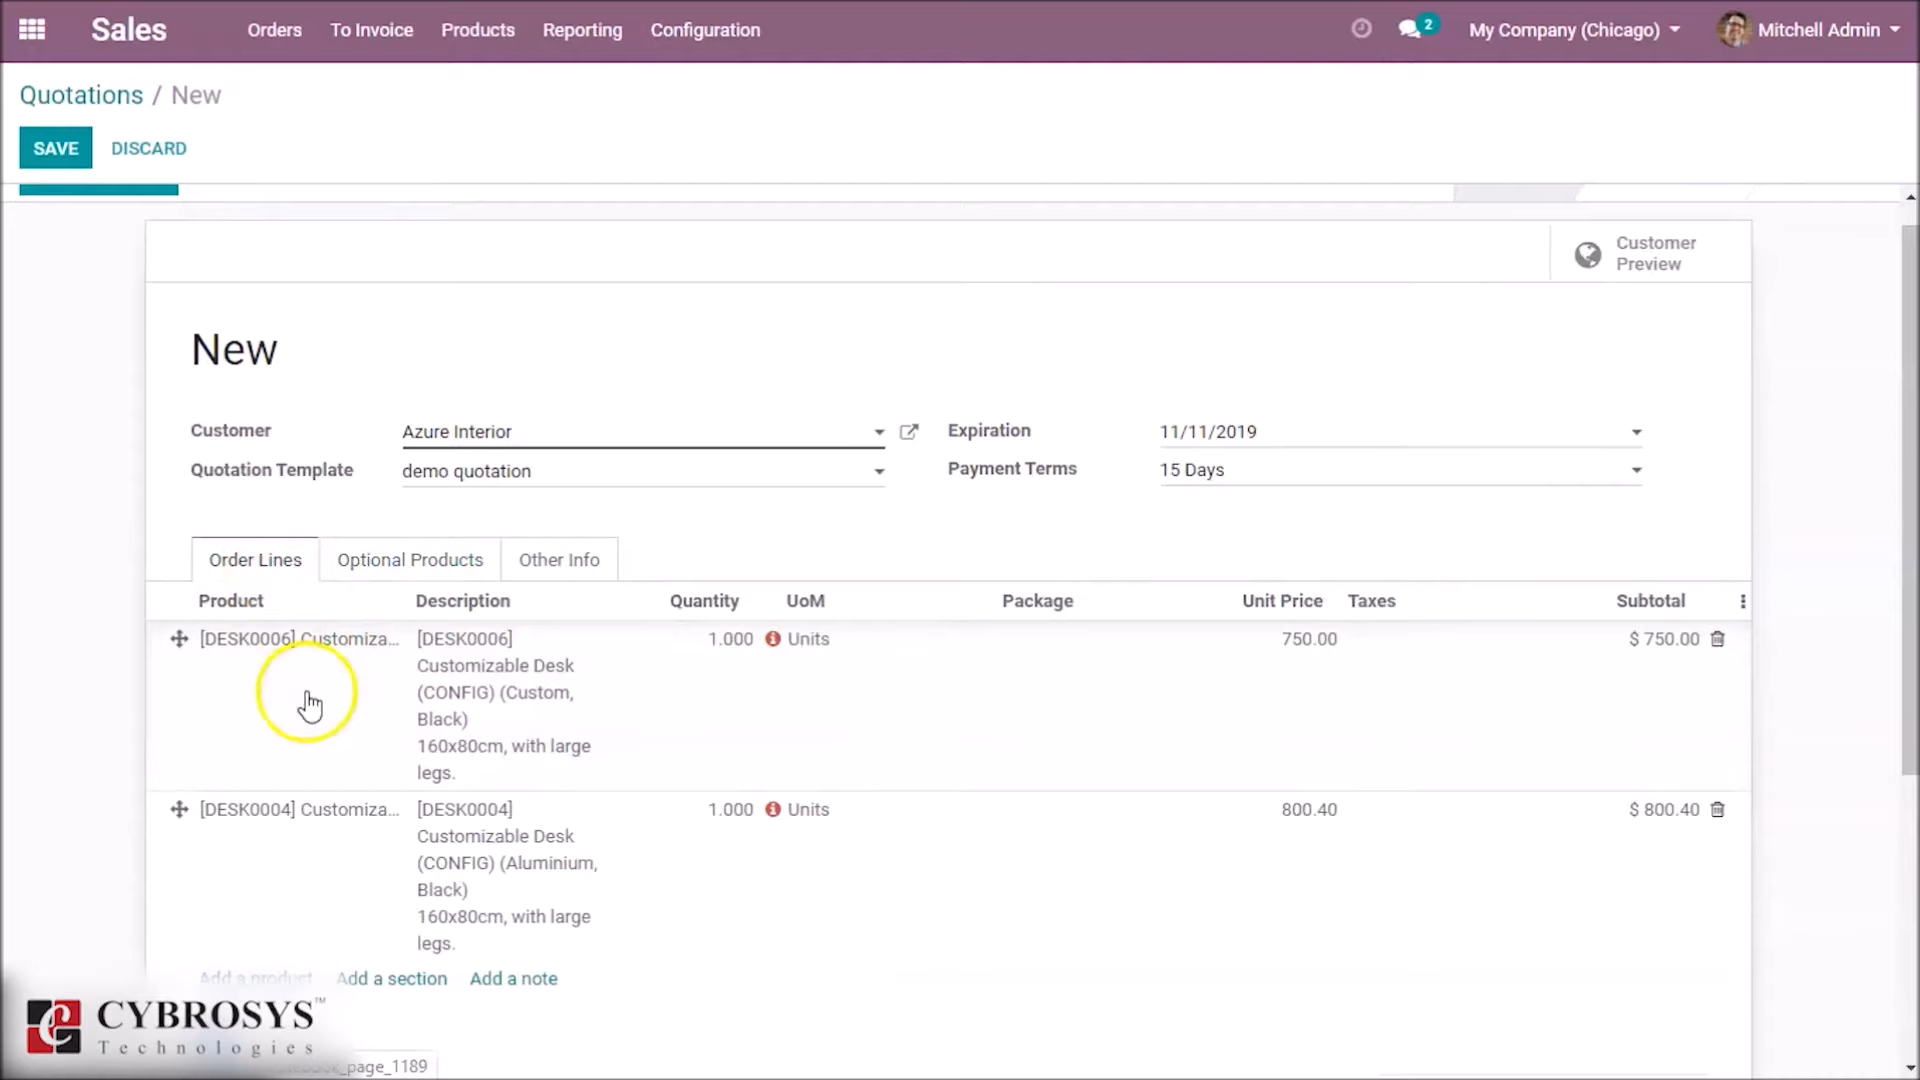 Sales Orders To Invoice Products Reporting Configuration 2 My Company (Chicago) Mitchell Admin
Quotations / New
SAVE DISCARD
Customer
Preview
New
Customer Azure Interior Expiration 11/11/2019
Quotation Template demo quotation Payment Terms 15 Days
Order Lines Optional Products Other Info
Product Description Quantity UoM Package Unit Price Taxes Subtotal
[DESK0006] Customiza... [DESK0006] 1.000 Units 750.00 $ 750.00
Customizable Desk
(CONFIG) (Custom,
Black)
160x80cm, with large
legs.
[DESK0004] Customiza... [DESK0004] 1.000 Units 800.40 $ 800.40
Customizable Desk
(CONFIG) (Aluminium,
Black)
160x80cm, with large
legs.
Add a product Add a section Add a note
CYBROSYS™
Technologies
_page_1189